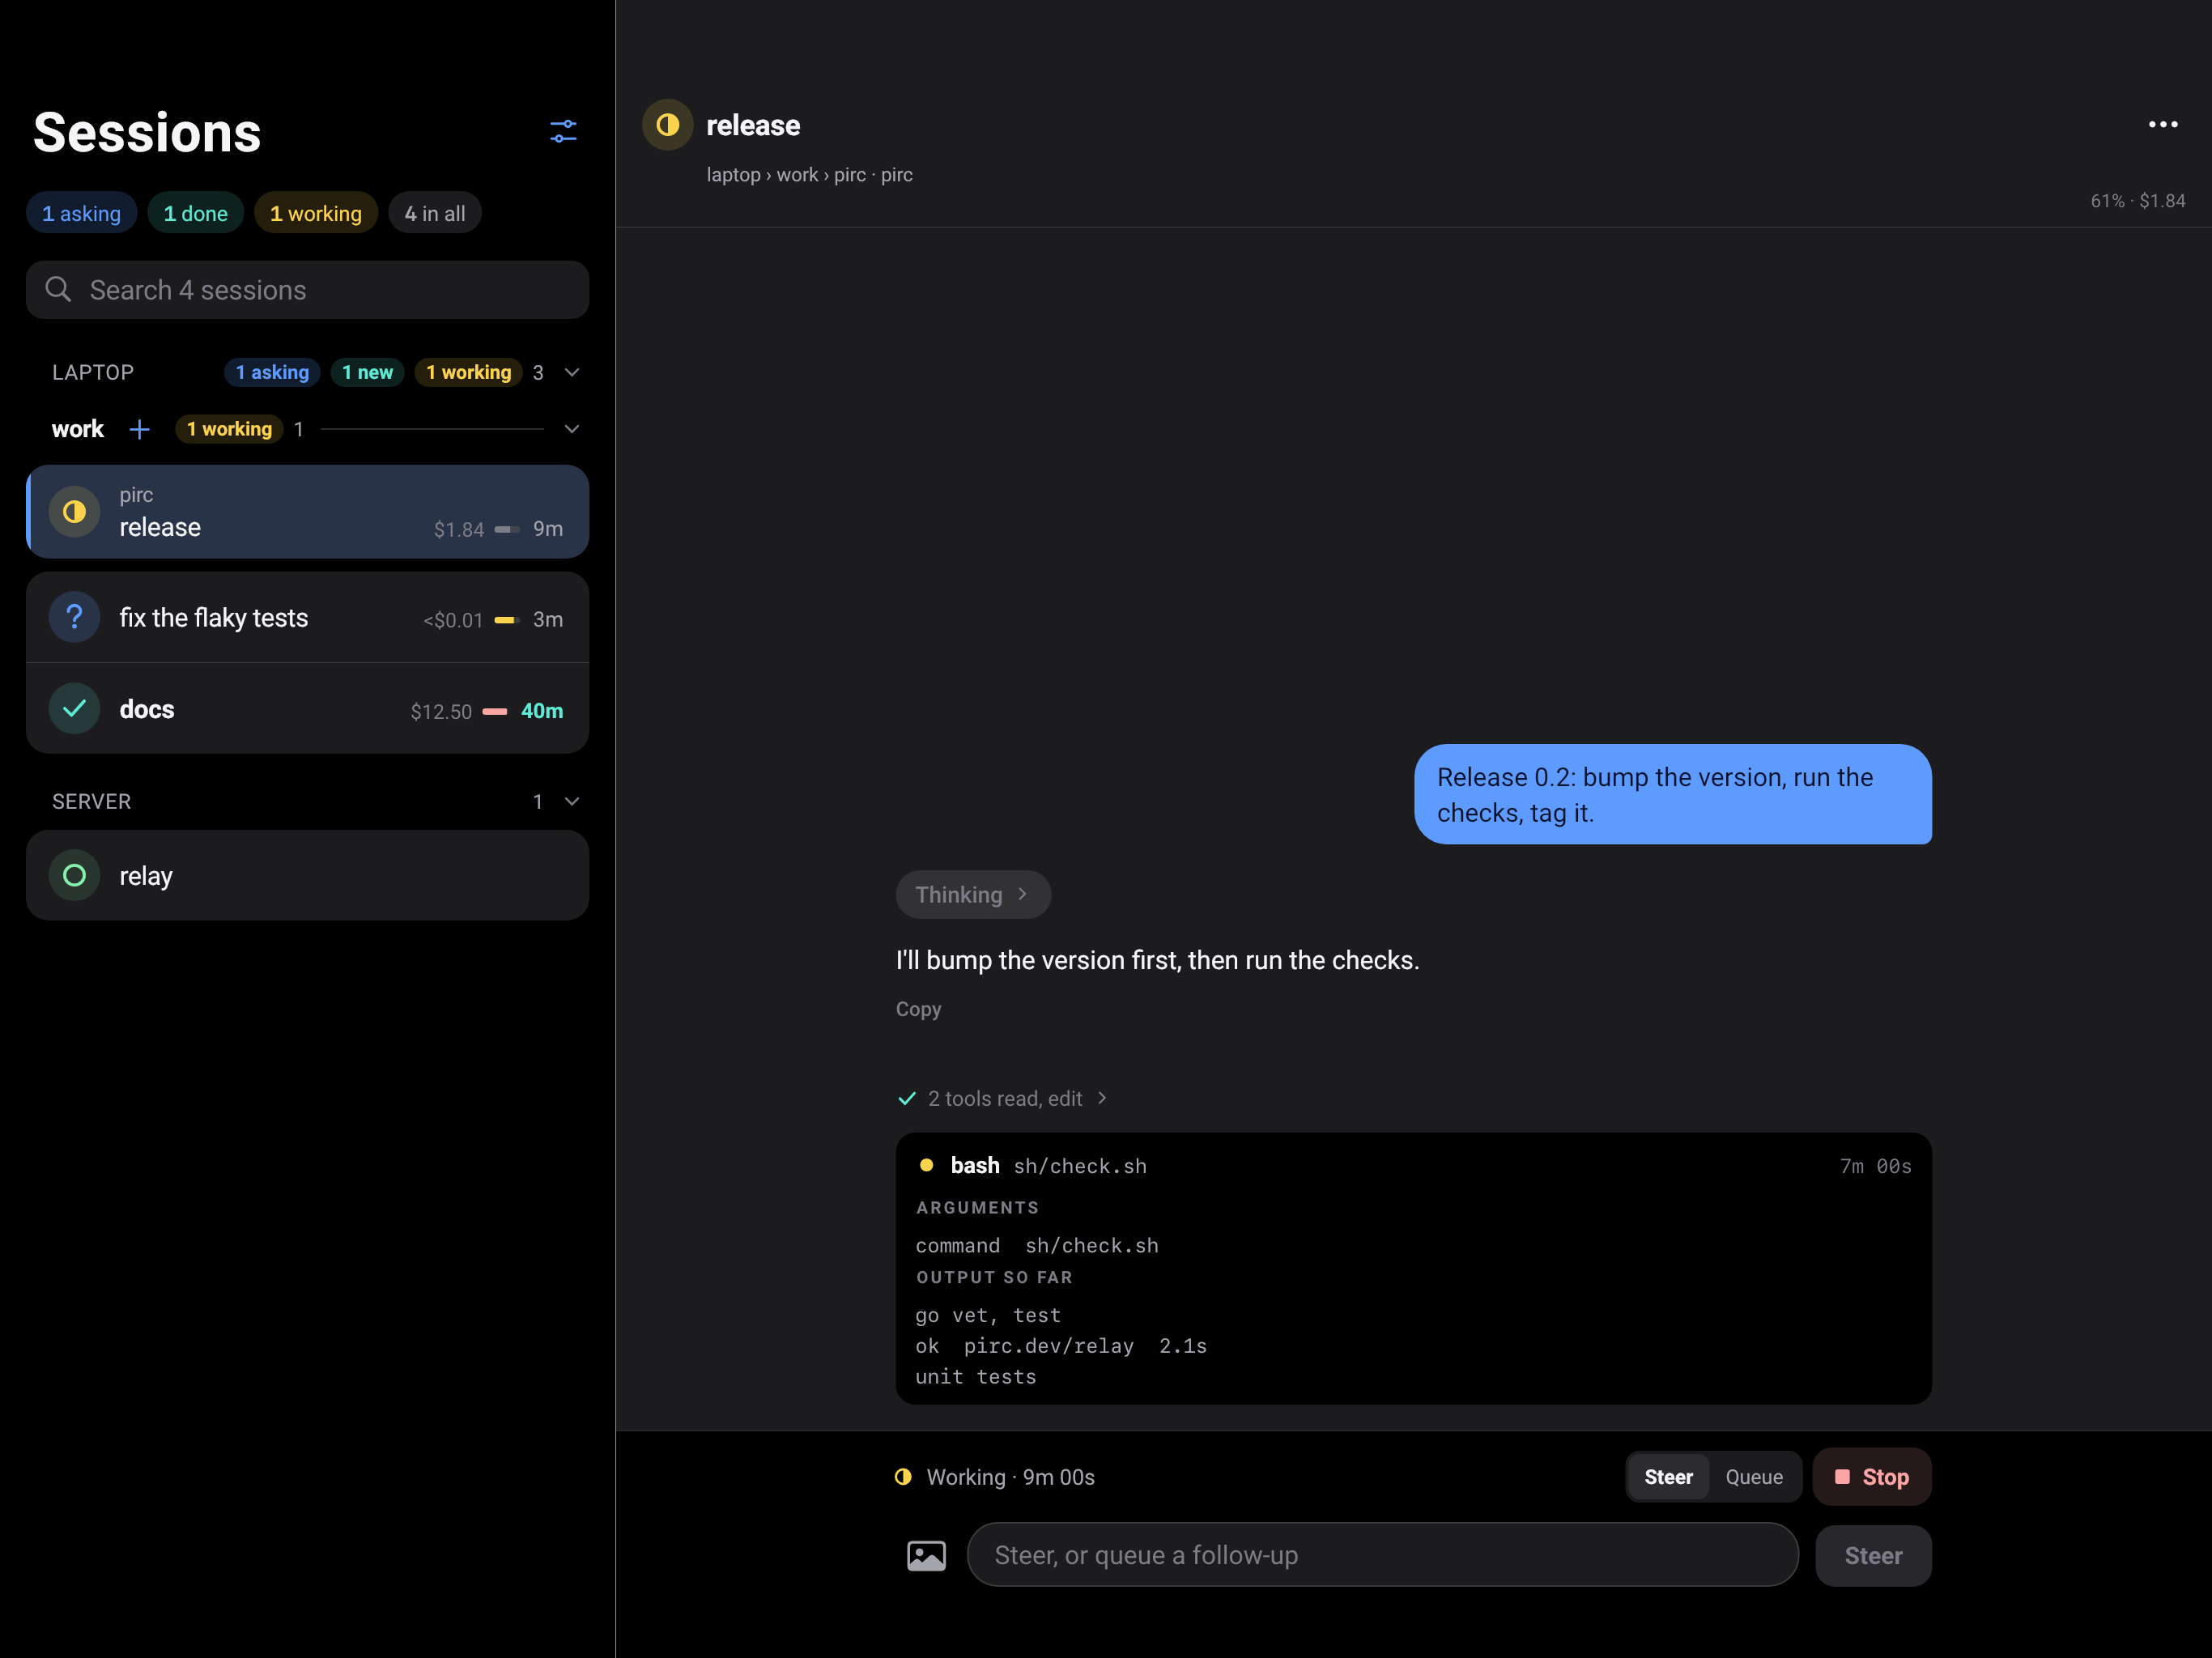 Sessions
1 asking
1 done
1 working
4 in all
Search 4 sessions
LAPTOP 1 asking 1 new 1 working 3
work 1 working 1
pirc
release $1.84 9m
? fix the flaky tests <$0.01 3m
docs $12.50 40m
SERVER 1
relay
release
laptop › work › pirc · pirc
61% · $1.84
Release 0.2: bump the version, run the
checks, tag it.
Thinking
I'll bump the version first, then run the checks.
Copy
2 tools read, edit
bash sh/check.sh 7m 00s
ARGUMENTS
command sh/check.sh
OUTPUT SO FAR
go vet, test
ok pirc.dev/relay 2.1s
unit tests
Working · 9m 00s
Steer Queue Stop
Steer, or queue a follow-up
Steer